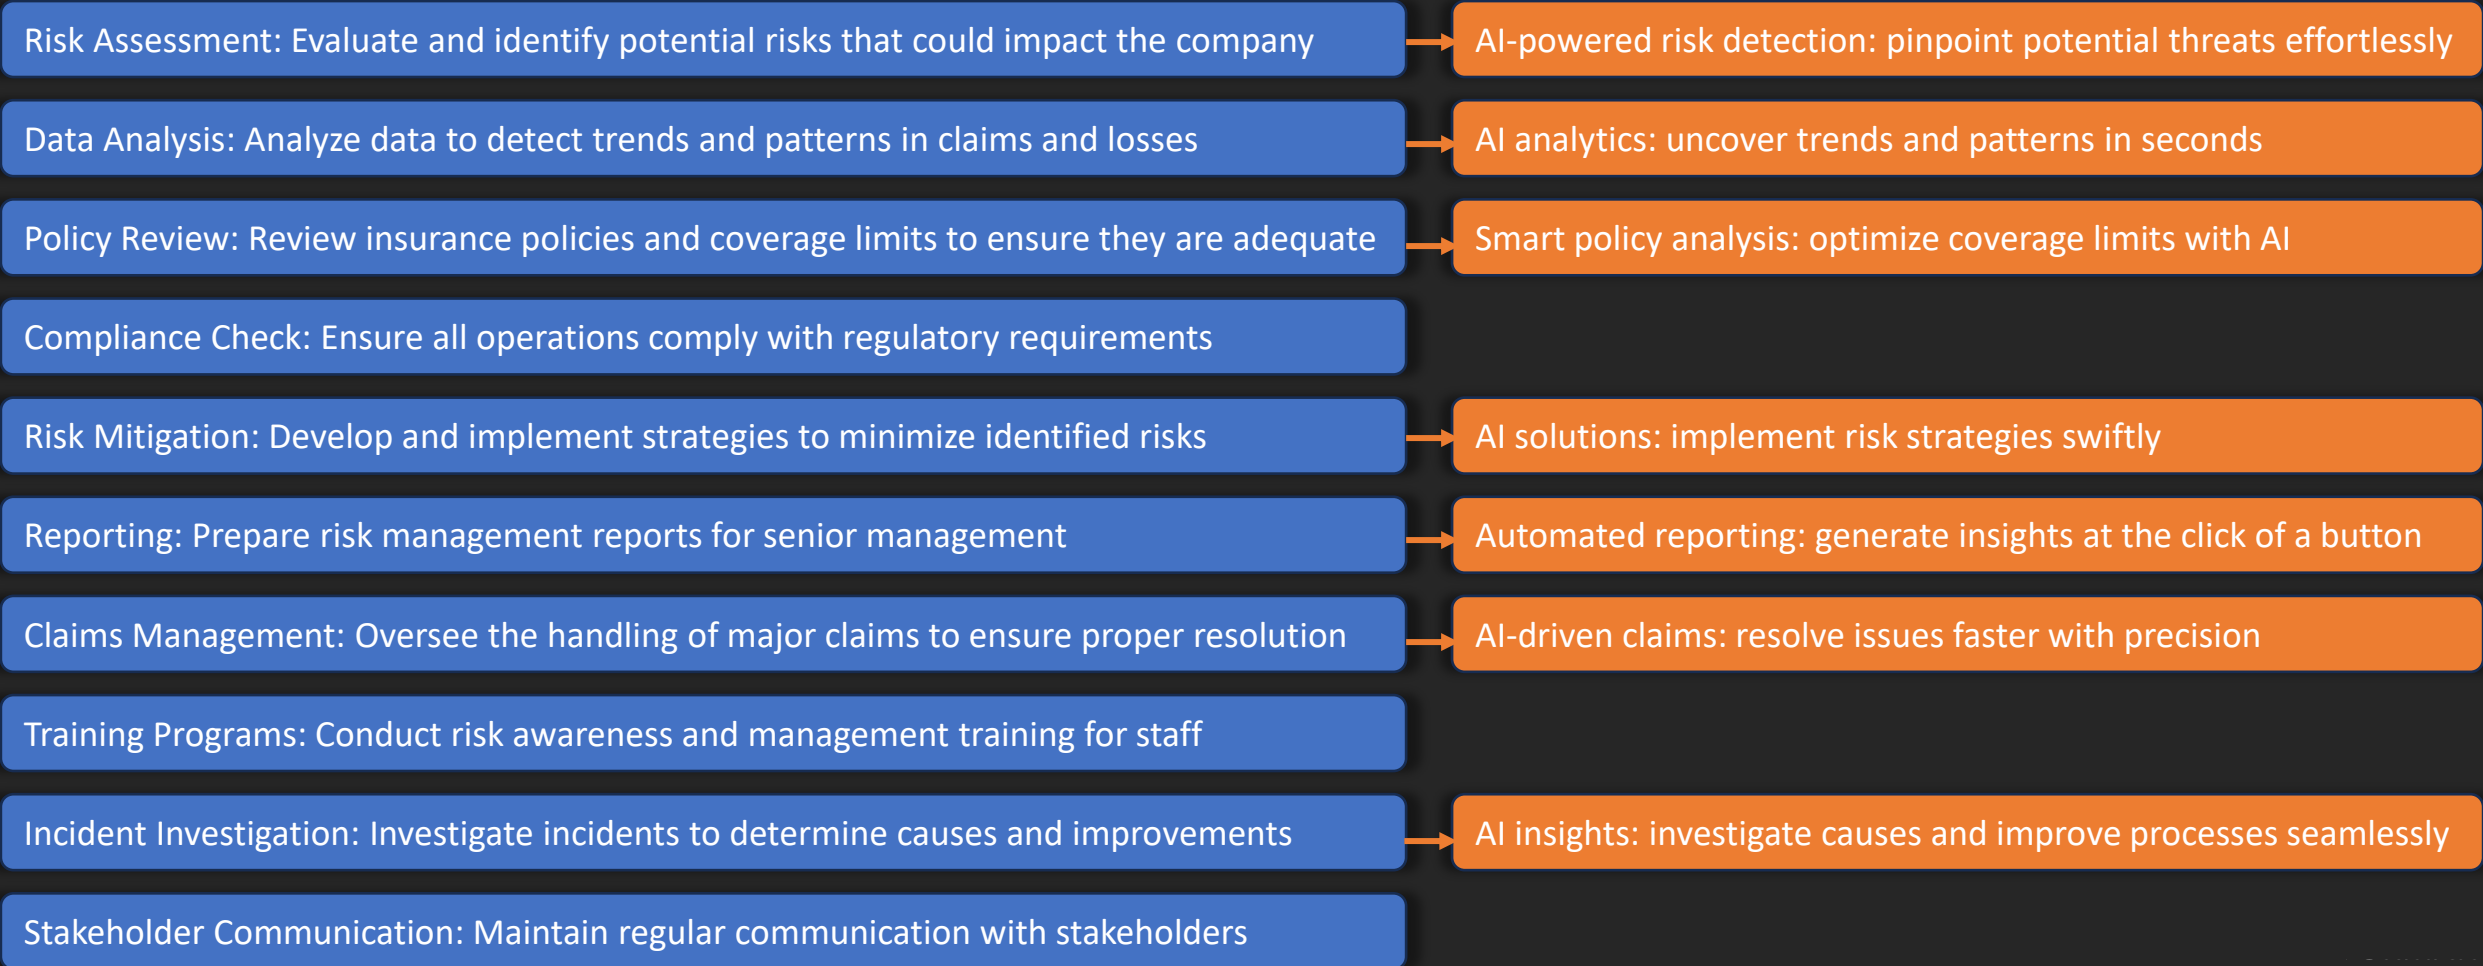 Risk Assessment: Evaluate and identify potential risks that could impact the company
AI-powered risk detection: pinpoint potential threats effortlessly
Data Analysis: Analyze data to detect trends and patterns in claims and losses
AI analytics: uncover trends and patterns in seconds
Policy Review: Review insurance policies and coverage limits to ensure they are adequate
Smart policy analysis: optimize coverage limits with AI
Compliance Check: Ensure all operations comply with regulatory requirements
Risk Mitigation: Develop and implement strategies to minimize identified risks
AI solutions: implement risk strategies swiftly
Reporting: Prepare risk management reports for senior management
Automated reporting: generate insights at the click of a button
Claims Management: Oversee the handling of major claims to ensure proper resolution
AI-driven claims: resolve issues faster with precision
Training Programs: Conduct risk awareness and management training for staff
Incident Investigation: Investigate incidents to determine causes and improvements
AI insights: investigate causes and improve processes seamlessly
Stakeholder Communication: Maintain regular communication with stakeholders